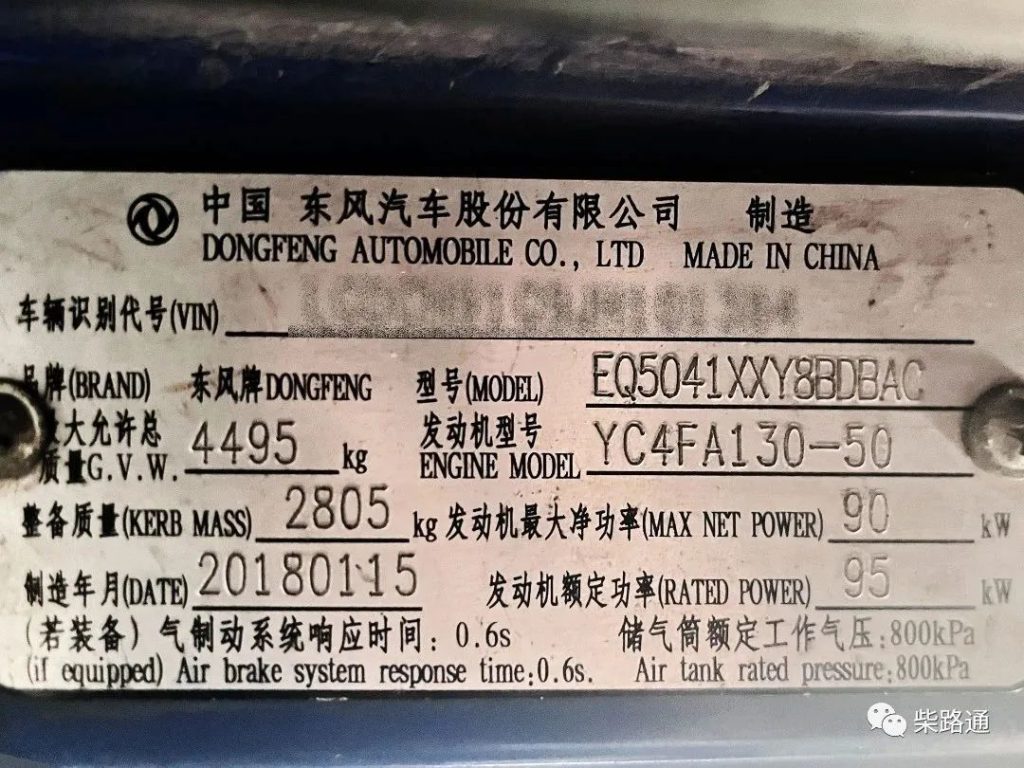 中国 东风汽车股份有限公司 制造
DONGFENG AUTOMOBILE CO., LTD MADE IN CHINA
车辆识别代号(VIN)
品牌(BRAND) 东风牌DONGFENG 型号(MODEL) EQ5041XXY8BDBAC
最大允许总 4495 kg 发动机型号 YC4FA130-50
质量G.V.W. ENGINE MODEL
整备质量(KERB MASS) 2805 kg 发动机最大净功率(MAX NET POWER) 90 kW
制造年月(DATE) 20180115 发动机额定功率(RATED POWER) 95 kW
(若装备) 气制动系统响应时间: 0.6s 储气筒额定工作气压:800kPa
(if equipped) Air brake system response time:0.6s. Air tank rated pressure:800kPa
柴路通